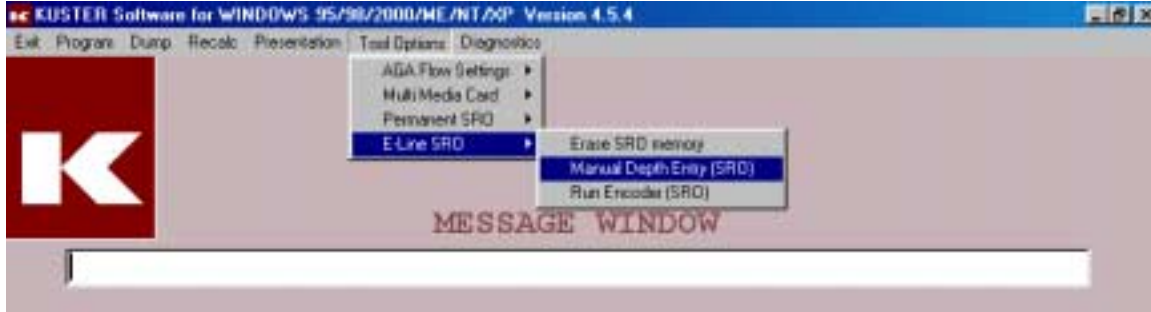 KUSTER Software for WINDOWS 95/98/2000/ME/NT/XP Version 4.5.4
Exit Program Dump Recalc Presentation Tool Options Diagnostics
AGA Flow Settings
Multi Media Card
Permanent SRO
E-Line SRO
Erase SRO memory
Manual Depth Entry (SRO)
Run Encoder (SRO)
K
MESSAGE WINDOW